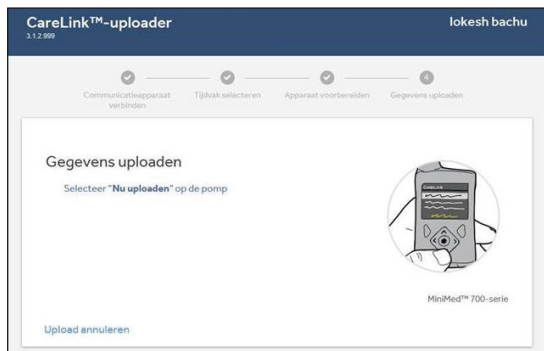 CareLink™-uploader
lokesh bachu
3.1.2.999
Communicatieapparaat
verbinden
Tijdvak selecteren
Apparaat voorbereiden
4
Gegevens uploaden
Gegevens uploaden
Selecteer "Nu uploaden" op de pomp
CareLink
MiniMed™ 700-serie
Upload annuleren